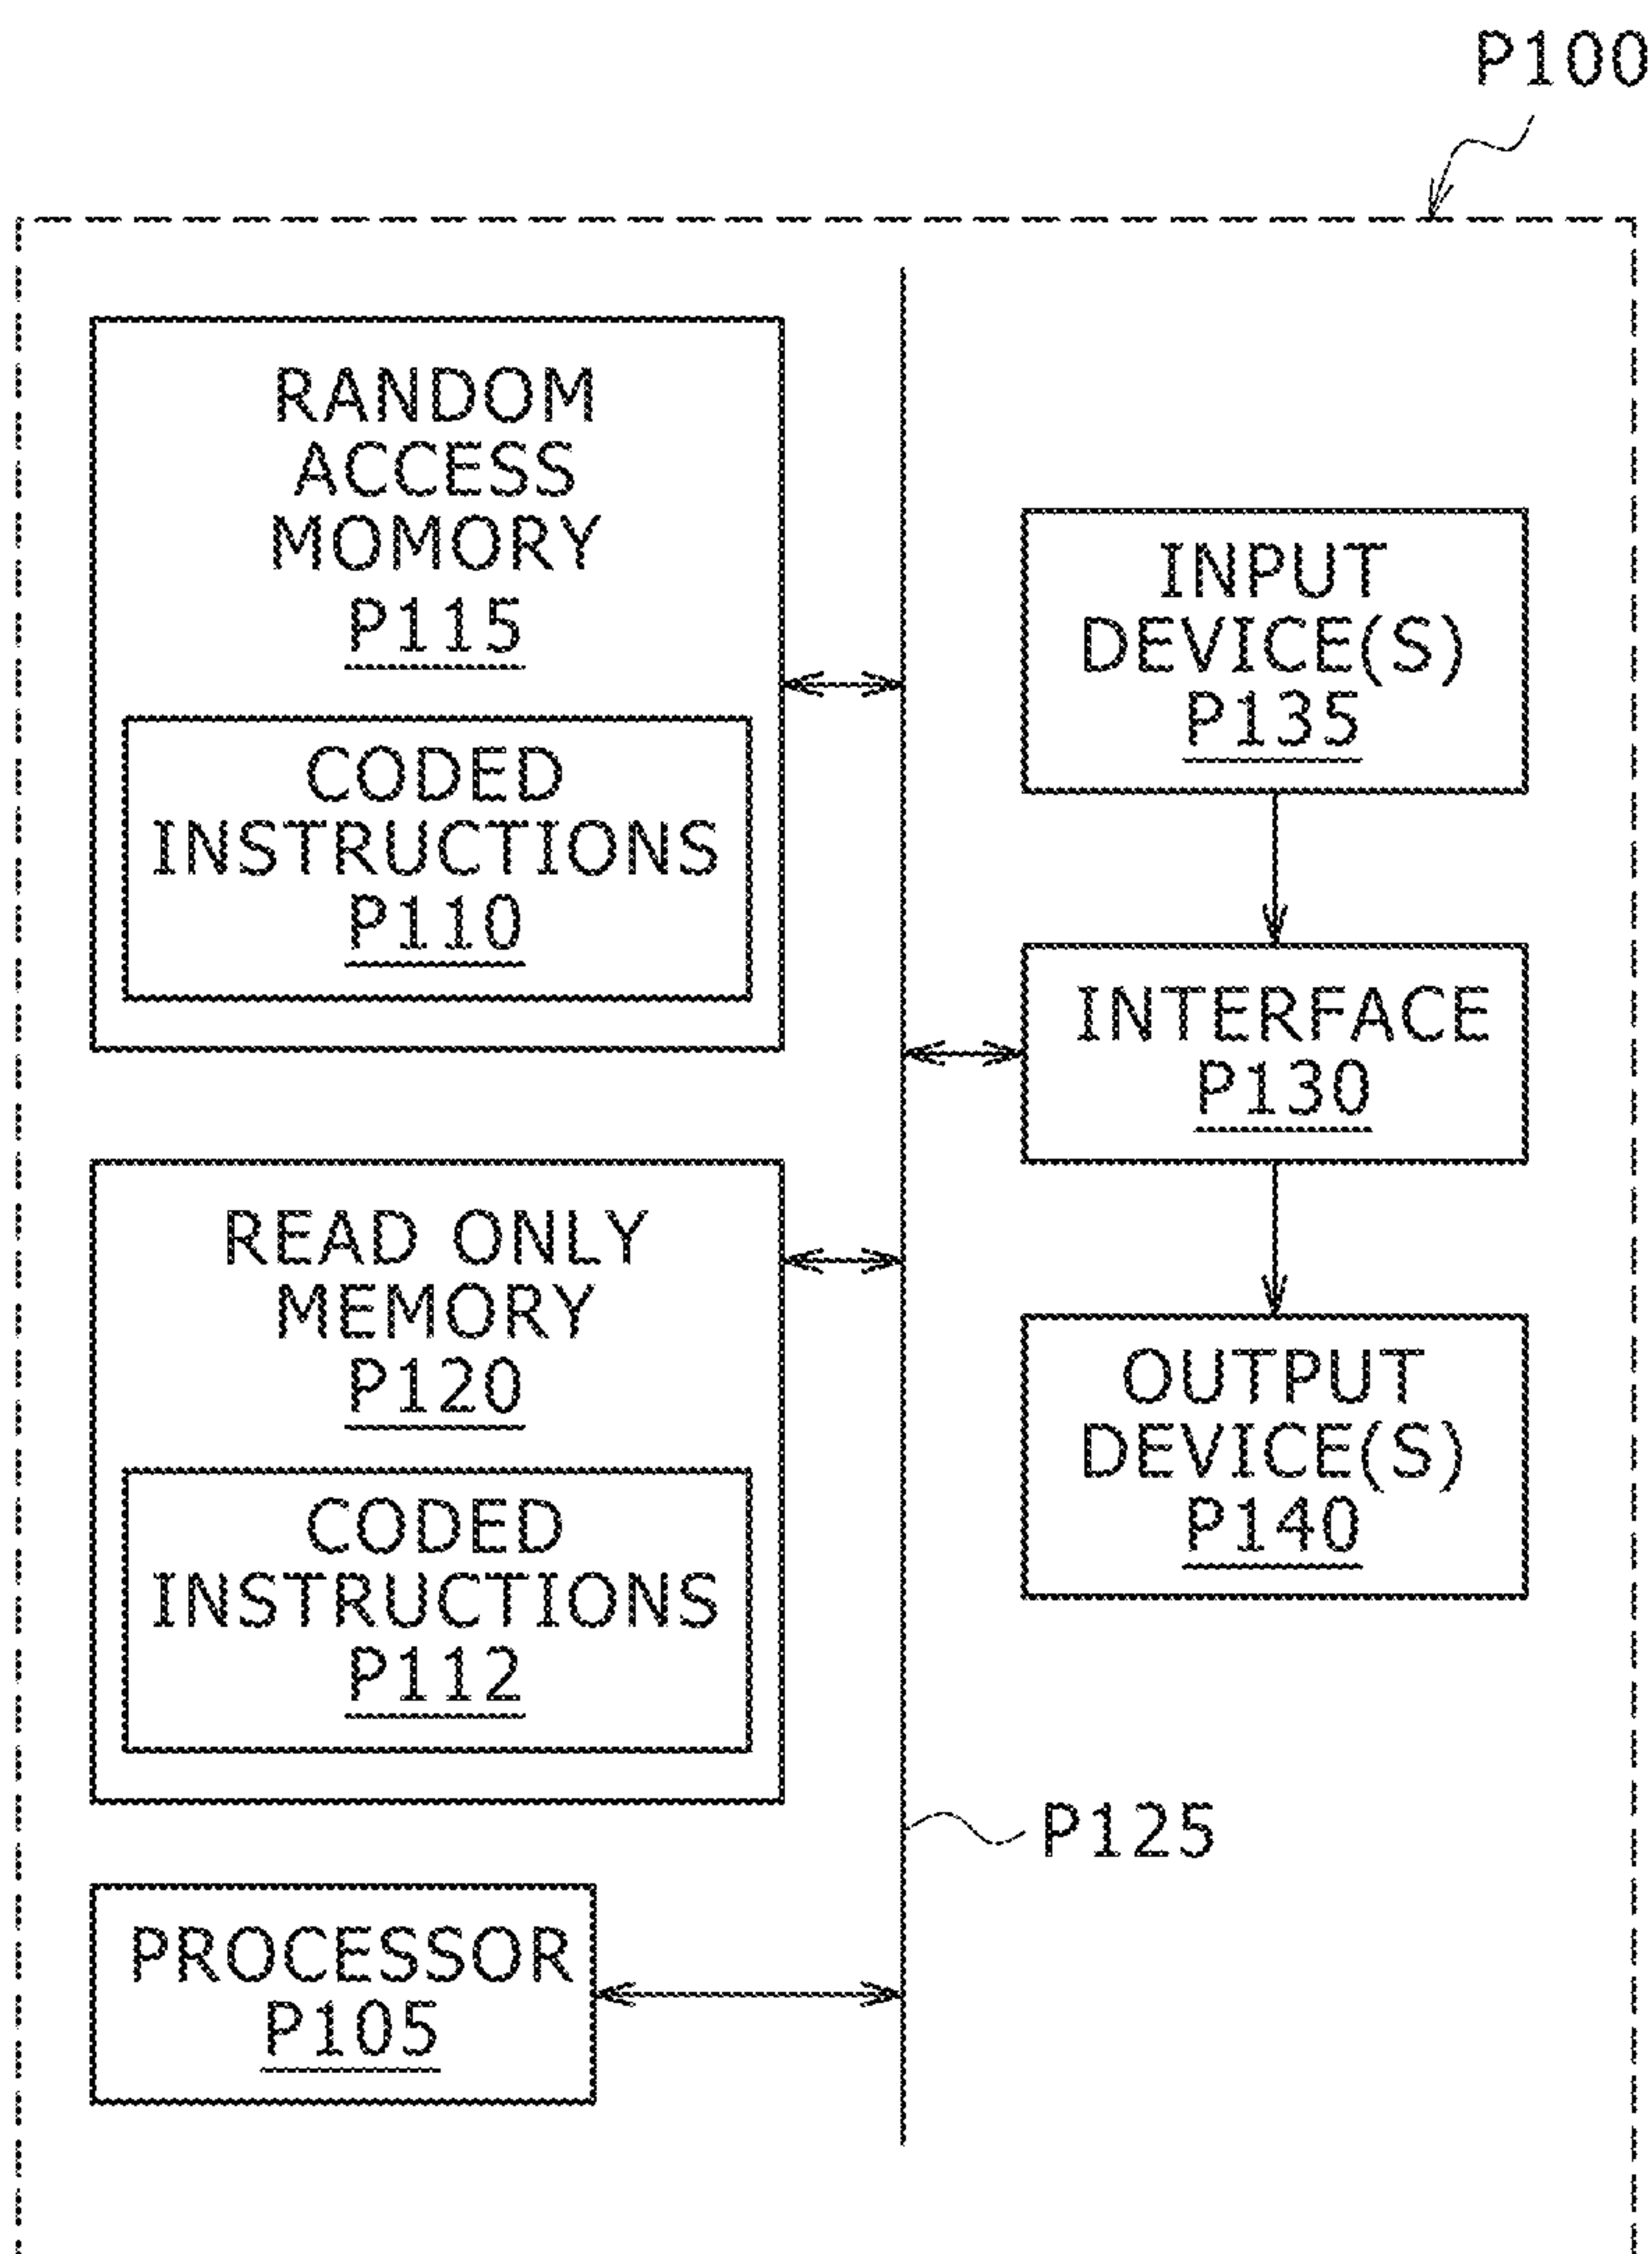 P100
RANDOM
ACCESS
MOMORY
P115
CODED
INSTRUCTIONS
P110
READ ONLY
MEMORY
P120
CODED
INSTRUCTIONS
P112
PROCESSOR
P105
INPUT
DEVICE(S)
P135
INTERFACE
P130
OUTPUT
DEVICE(S)
P140
P125